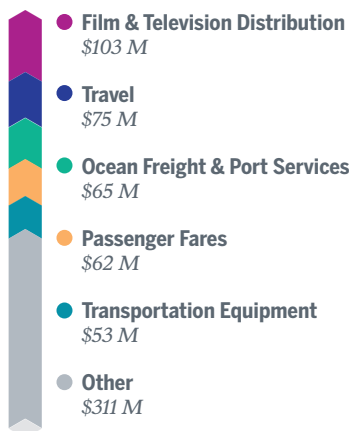 Film & Television Distribution
$103 M
Travel
$75 M
Ocean Freight & Port Services
$65 M
Passenger Fares
$62 M
Transportation Equipment
$53 M
Other
$311 M